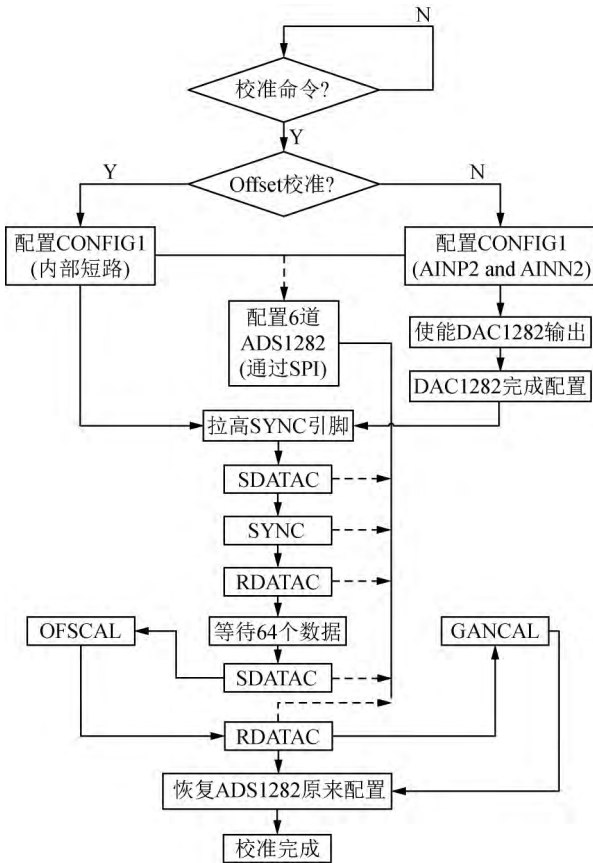 N
校准命令?
Y
Y
Offset校准?
N
配置CONFIG1
(内部短路)
配置CONFIG1
(AINP2 and AINN2)
配置6道
ADS1282
(通过SPI)
使能DAC1282输出
DAC1282完成配置
拉高SYNC引脚
SDATAC
SYNC
RDATAC
OFSCAL
等待64个数据
GANCAL
SDATAC
RDATAC
恢复ADS1282原来配置
校准完成